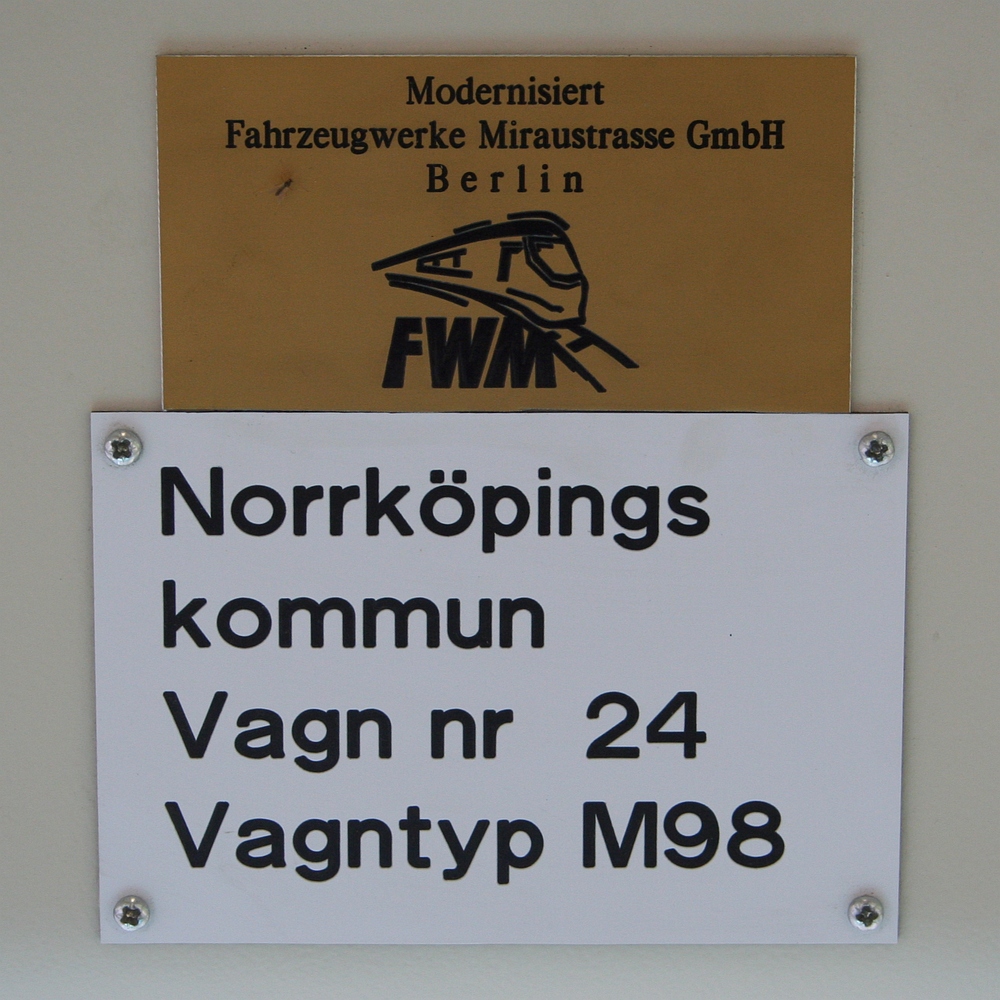 Modernisiert
Fahrzeugwerke Miraustrasse GmbH
Berlin
FWM
Norrköpings
kommun
Vagn nr 24
Vagntyp M98